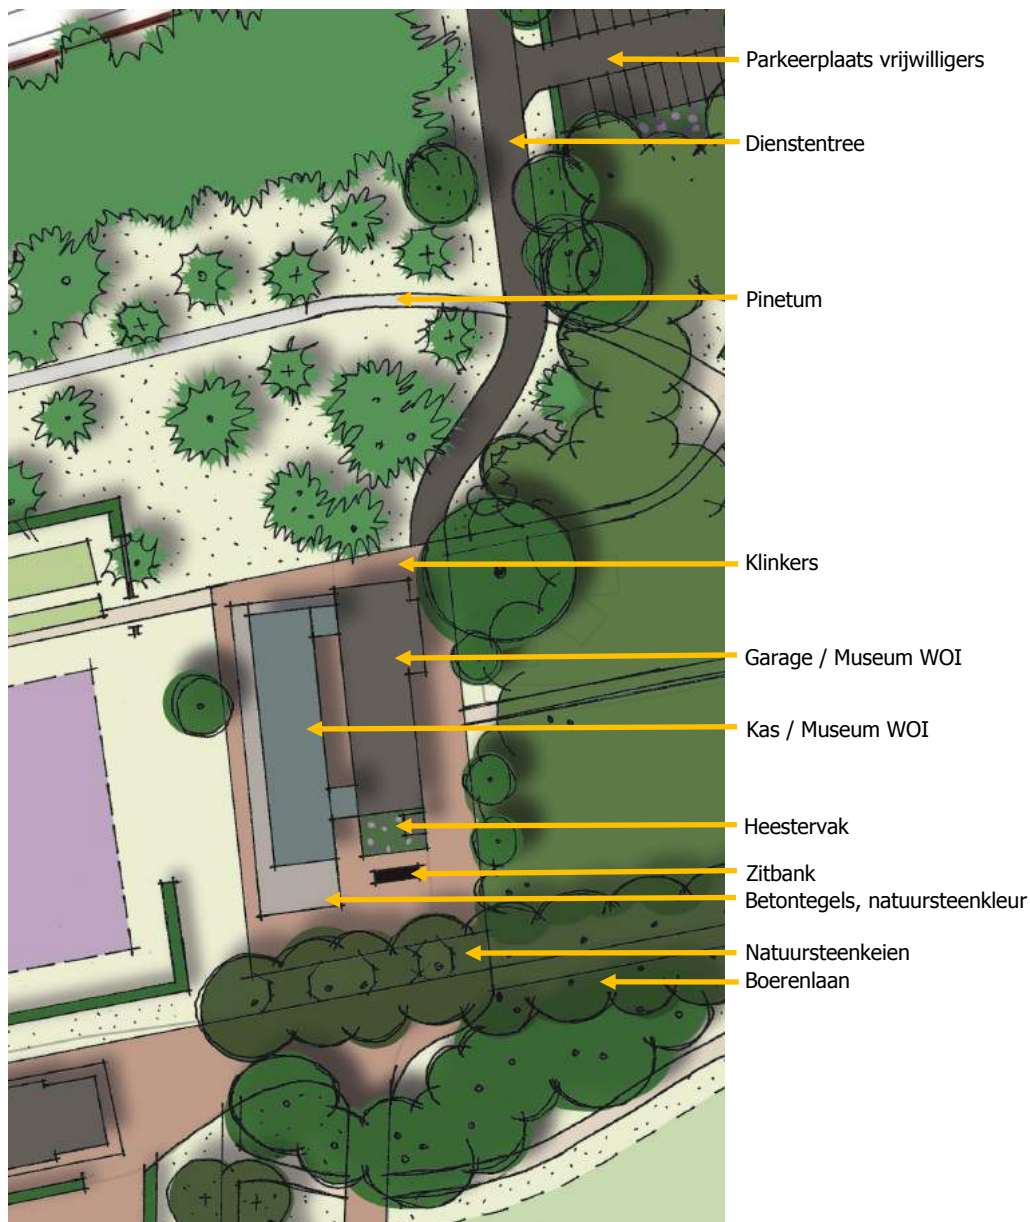 Parkeerplaats vrijwilligers
Dienstentree
Pinetum
Klinkers
Garage / Museum WOI
Kas / Museum WOI
Heestervak
Zitbank
Betontegels, natuursteenkleur
Natuursteenkeien
Boerenlaan